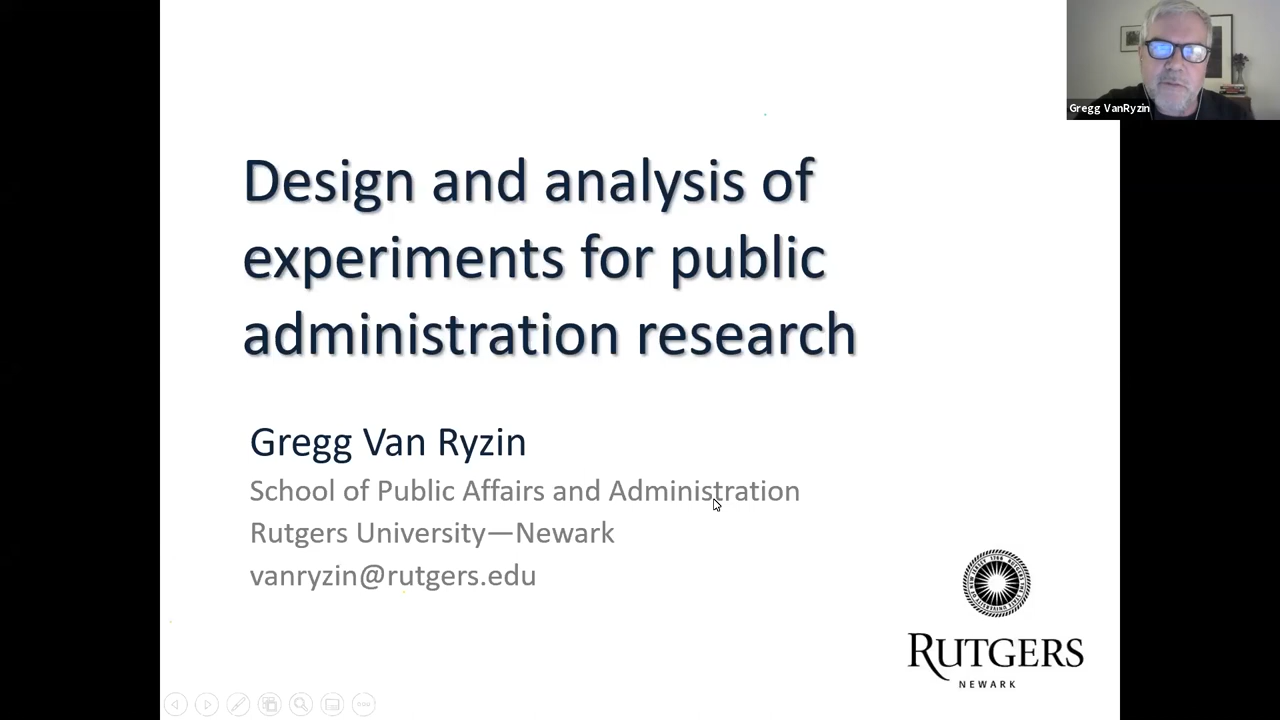 Gregg VanRyzin
Design and analysis of
experiments for public
administration research
Gregg Van Ryzin
School of Public Affairs and Administration
Rutgers University—Newark
vanryzin@rutgers.edu
RUTGERS
NEWARK